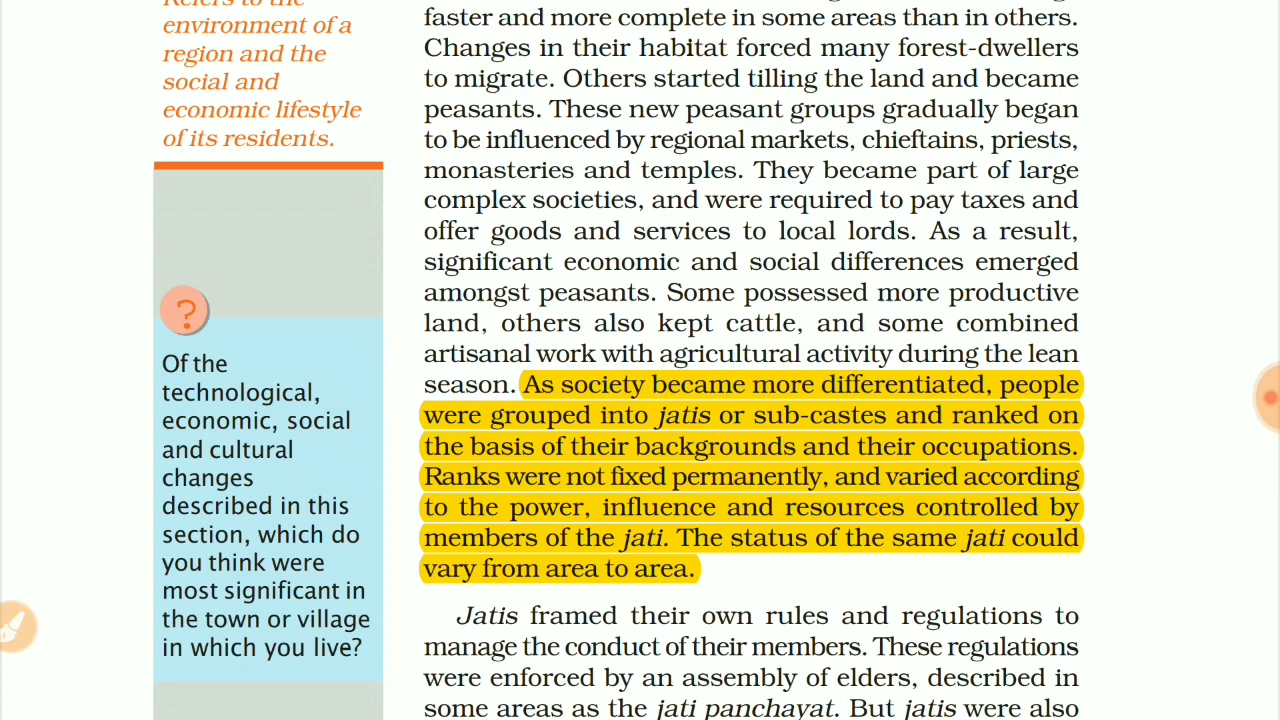 Refers to the
environment of a
region and the
social and
economic lifestyle
of its residents.
?
Of the
technological,
economic, social
and cultural
changes
described in this
section, which do
you think were
most significant in
the town or village
in which you live?
faster and more complete in some areas than in others.
Changes in their habitat forced many forest-dwellers
to migrate. Others started tilling the land and became
peasants. These new peasant groups gradually began
to be influenced by regional markets, chieftains, priests,
monasteries and temples. They became part of large
complex societies, and were required to pay taxes and
offer goods and services to local lords. As a result,
significant economic and social differences emerged
amongst peasants. Some possessed more productive
land, others also kept cattle, and some combined
artisanal work with agricultural activity during the lean
season. As society became more differentiated, people
were grouped into jatis or sub-castes and ranked on
the basis of their backgrounds and their occupations.
Ranks were not fixed permanently, and varied according
to the power, influence and resources controlled by
members of the jati. The status of the same jati could
vary from area to area.
Jatis framed their own rules and regulations to
manage the conduct of their members. These regulations
were enforced by an assembly of elders, described in
some areas as the jati panchayat. But jatis were also